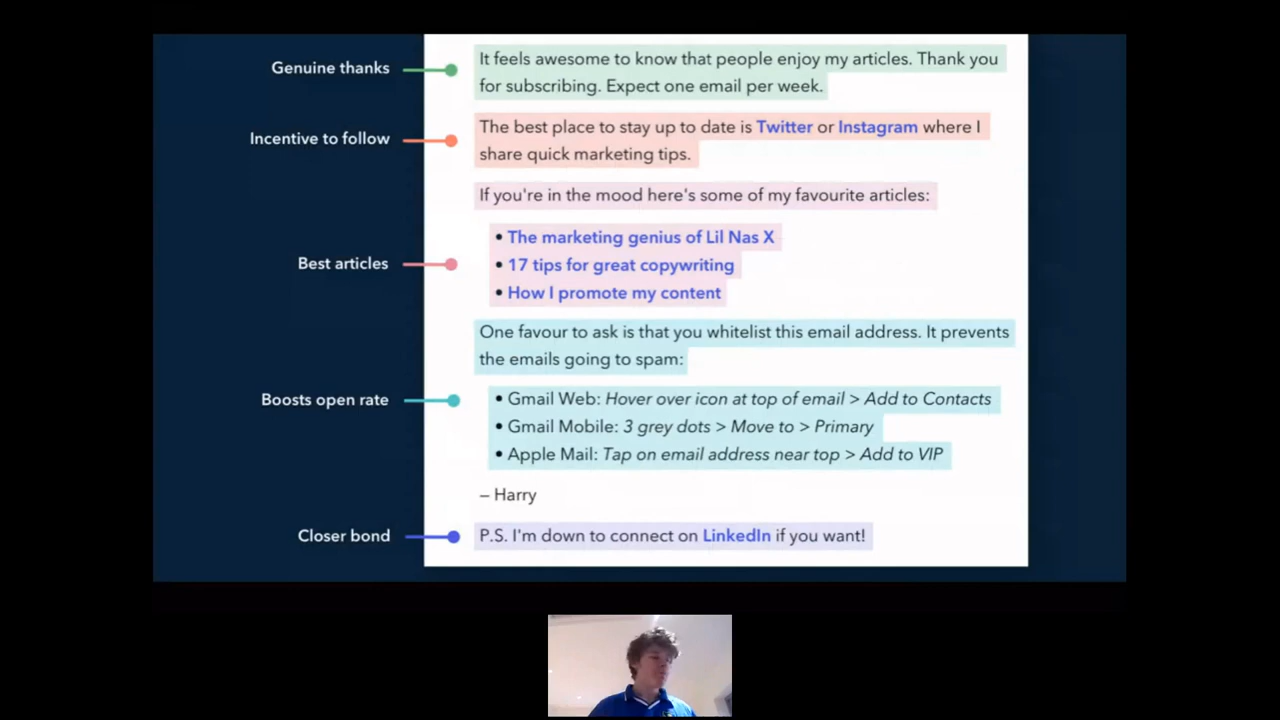 Genuine thanks
It feels awesome to know that people enjoy my articles. Thank you
for subscribing. Expect one email per week.
Incentive to follow
The best place to stay up to date is Twitter or Instagram where I
share quick marketing tips.
If you're in the mood here's some of my favourite articles:
Best articles
• The marketing genius of Lil Nas X
• 17 tips for great copywriting
• How I promote my content
One favour to ask is that you whitelist this email address. It prevents
the emails going to spam:
Boosts open rate
• Gmail Web: Hover over icon at top of email > Add to Contacts
• Gmail Mobile: 3 grey dots > Move to > Primary
• Apple Mail: Tap on email address near top > Add to VIP
– Harry
Closer bond
P.S. I'm down to connect on LinkedIn if you want!